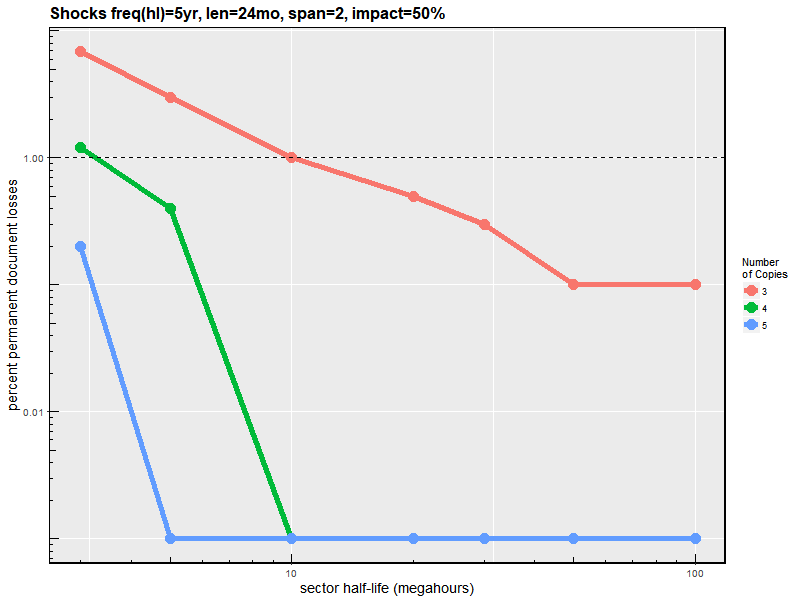 Shocks freq(hl)=5yr, len=24mo, span=2, impact=50%
percent permanent document losses
1.00
0.01
10
100
sector half-life (megahours)
Number
of Copies
3
4
5